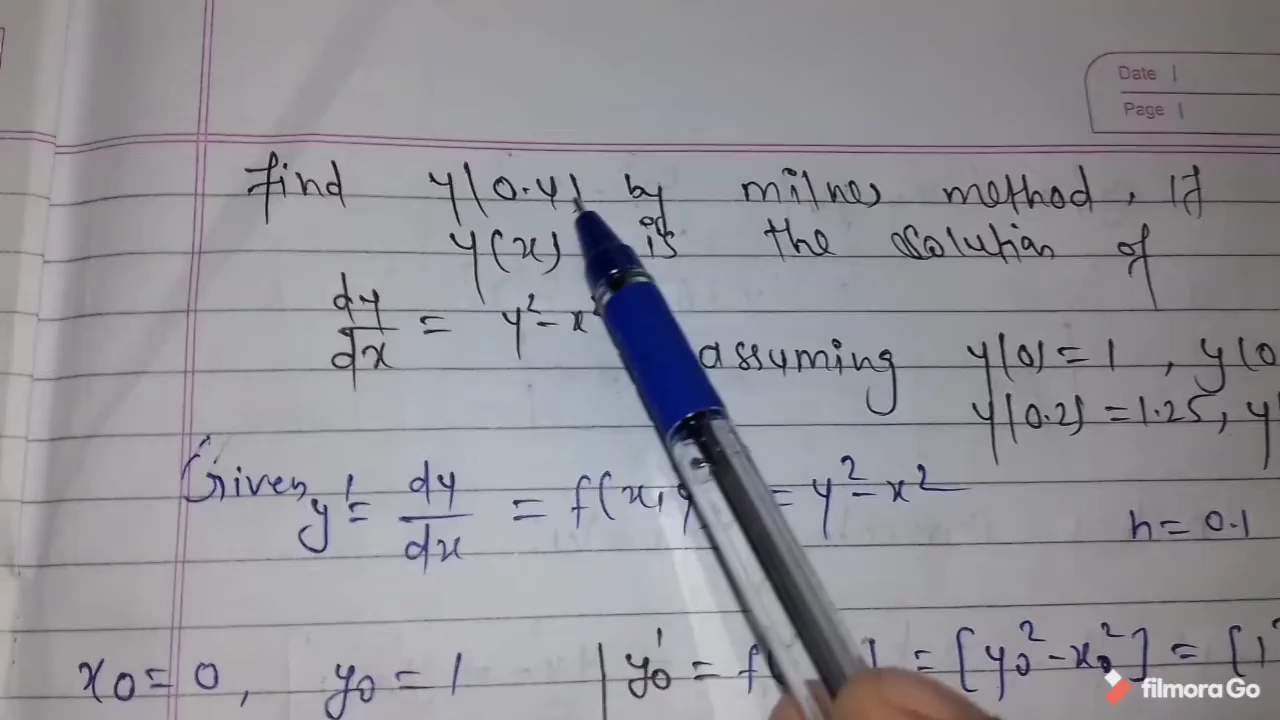 Date
Page
find y(0.4) by milnes method, if
y(x) is the solution of
dy/dx = y² - x² assuming y(0) = 1, y(0
y(0.2) = 1.25, y(
Given y' = dy/dx = f(x, y) = y² - x²
h = 0.1
x₀ = 0, y₀ = 1 | y₀' = f( ] = [y₀² - x₀²] = [1²
filmora Go